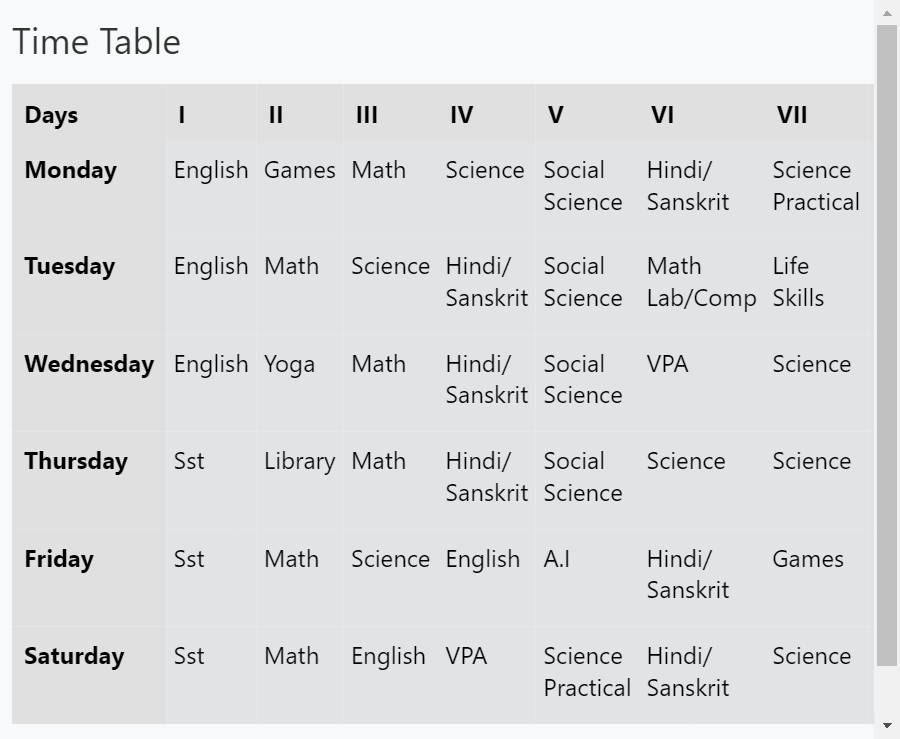 Time Table
Days I II III IV V VI VII
Monday English Games Math Science Social Hindi/ Science
Science Sanskrit Practical
Tuesday English Math Science Hindi/ Social Math Life
Sanskrit Science Lab/Comp Skills
Wednesday English Yoga Math Hindi/ Social VPA Science
Sanskrit Science
Thursday Sst Library Math Hindi/ Social Science Science
Sanskrit Science
Friday Sst Math Science English A.I Hindi/ Games
Sanskrit
Saturday Sst Math English VPA Science Hindi/ Science
Practical Sanskrit